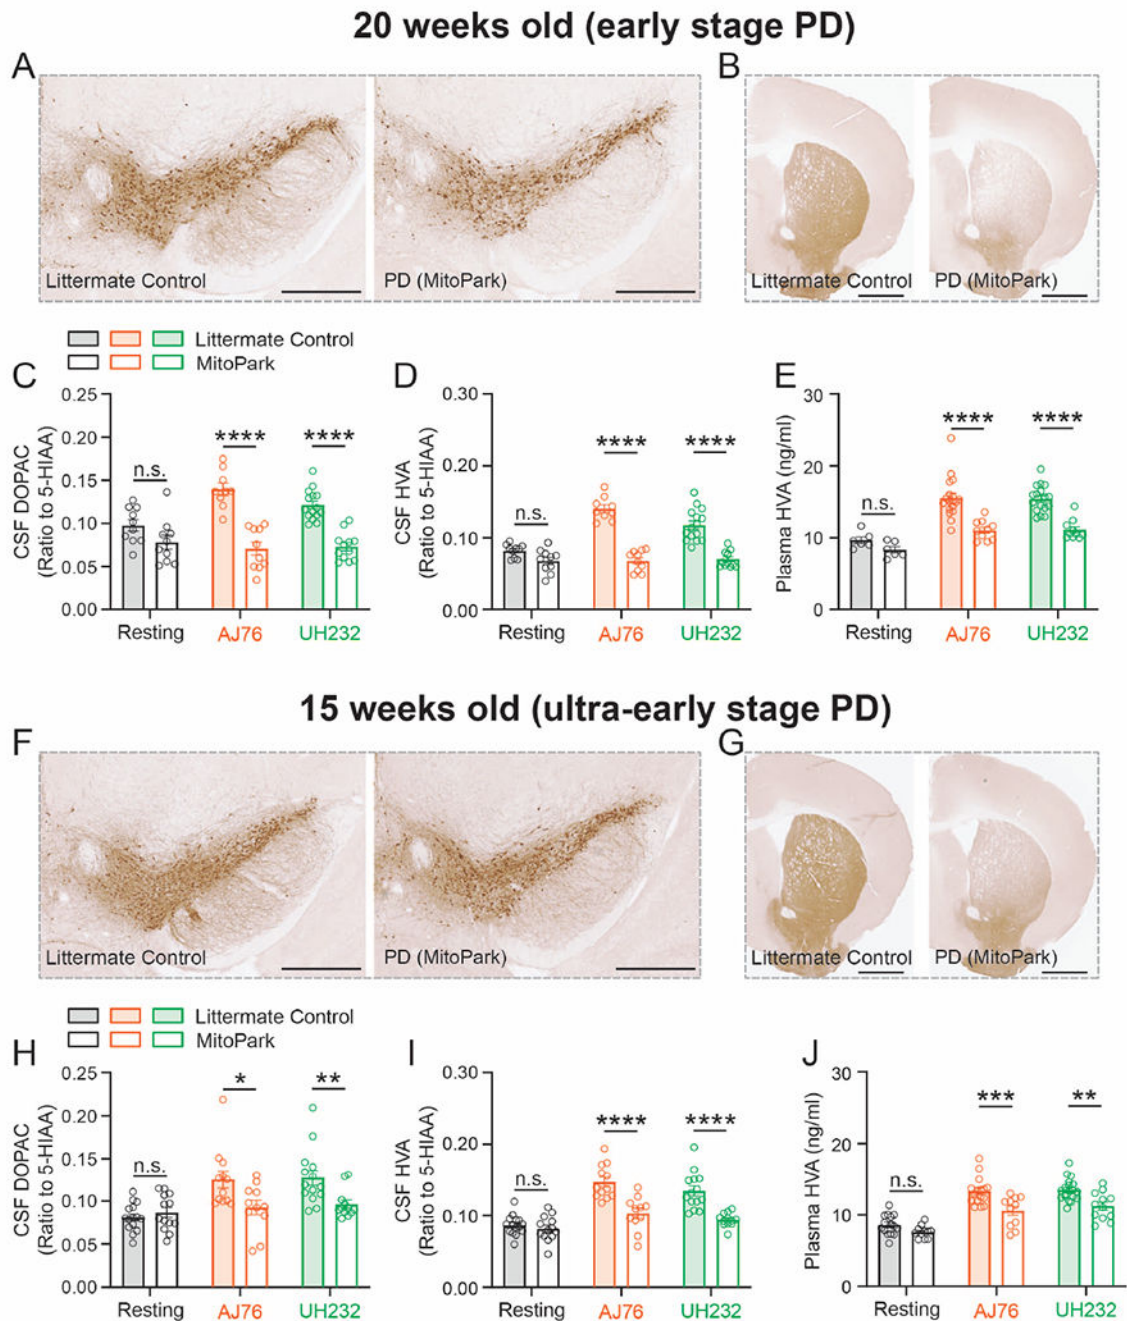 20 weeks old (early stage PD)
A
B
Littermate Control
PD (MitoPark)
Littermate Control
PD (MitoPark)
Littermate Control
MitoPark
C
CSF DOPAC
(Ratio to 5-HIAA)
0.25
0.20
0.15
0.10
0.05
0.00
n.s.
****
****
Resting
AJ76
UH232
D
CSF HVA
(Ratio to 5-HIAA)
0.30
0.20
0.10
0.00
n.s.
****
****
Resting
AJ76
UH232
E
Plasma HVA (ng/ml)
30
20
10
0
n.s.
****
****
Resting
AJ76
UH232
15 weeks old (ultra-early stage PD)
F
G
Littermate Control
PD (MitoPark)
Littermate Control
PD (MitoPark)
Littermate Control
MitoPark
H
CSF DOPAC
(Ratio to 5-HIAA)
0.25
0.20
0.15
0.10
0.05
0.00
n.s.
*
**
Resting
AJ76
UH232
I
CSF HVA
(Ratio to 5-HIAA)
0.30
0.20
0.10
0.00
n.s.
****
****
Resting
AJ76
UH232
J
Plasma HVA (ng/ml)
30
20
10
0
n.s.
***
**
Resting
AJ76
UH232